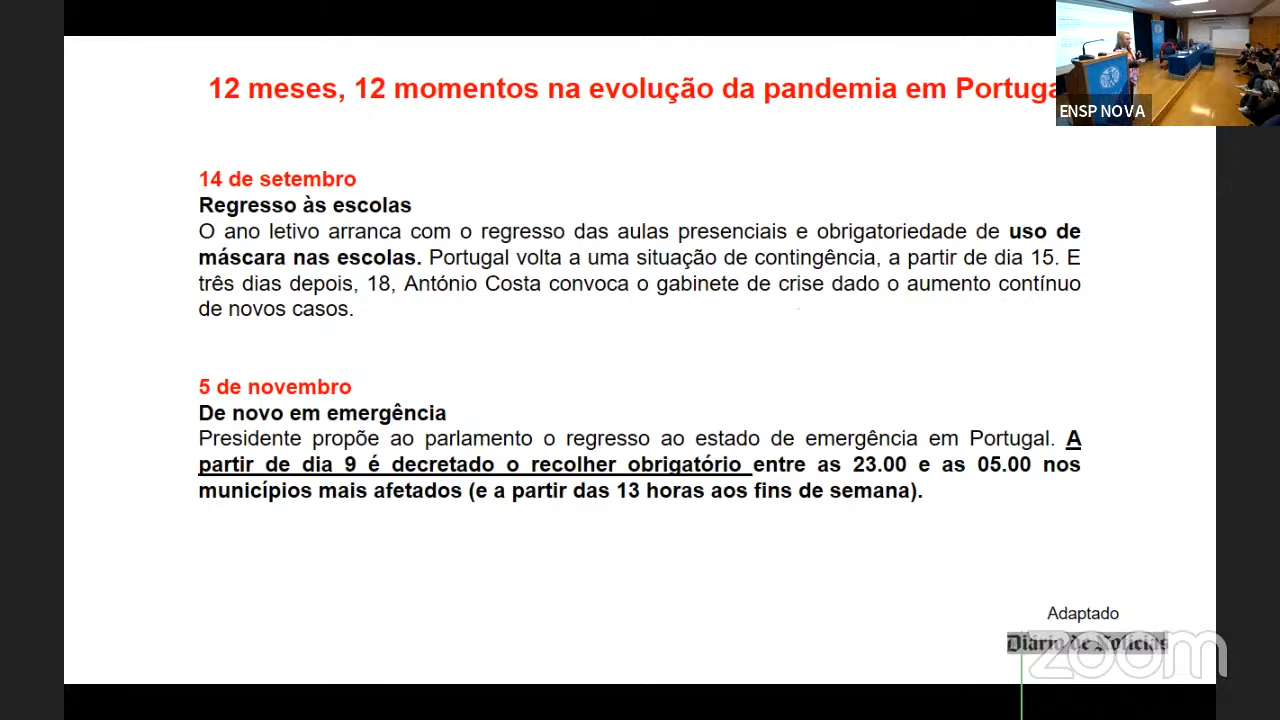 12 meses, 12 momentos na evolução da pandemia em Portuga
ENSP NOVA
14 de setembro
Regresso às escolas
O ano letivo arranca com o regresso das aulas presenciais e obrigatoriedade de uso de
máscara nas escolas. Portugal volta a uma situação de contingência, a partir de dia 15. E
três dias depois, 18, António Costa convoca o gabinete de crise dado o aumento contínuo
de novos casos.
5 de novembro
De novo em emergência
Presidente propõe ao parlamento o regresso ao estado de emergência em Portugal. A
partir de dia 9 é decretado o recolher obrigatório entre as 23.00 e as 05.00 nos
municípios mais afetados (e a partir das 13 horas aos fins de semana).
Adaptado
Diário de Notícias
zoom